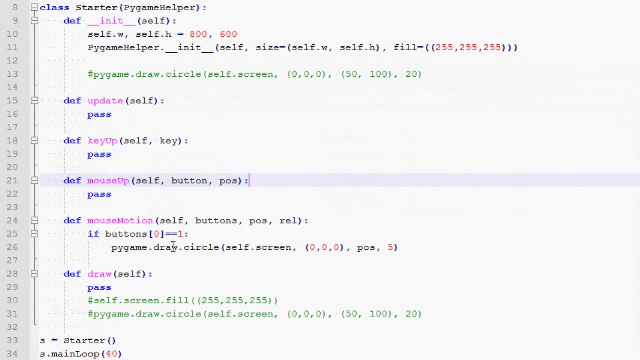 8 class Starter(PygameHelper):
9 def __init__(self):
10 self.w, self.h = 800, 600
11 PygameHelper.__init__(self, size=(self.w, self.h), fill=((255,255,255)))
12
13 #pygame.draw.circle(self.screen, (0,0,0), (50, 100), 20)
14
15 def update(self):
16 pass
17
18 def keyUp(self, key):
19 pass
20
21 def mouseUp(self, button, pos):
22 pass
23
24 def mouseMotion(self, buttons, pos, rel):
25 if buttons[0]==1:
26 pygame.draw.circle(self.screen, (0,0,0), pos, 5)
27
28 def draw(self):
29 pass
30 #self.screen.fill((255,255,255))
31 #pygame.draw.circle(self.screen, (0,0,0), (50, 100), 20)
32
33 s = Starter()
34 s.mainLoop(40)